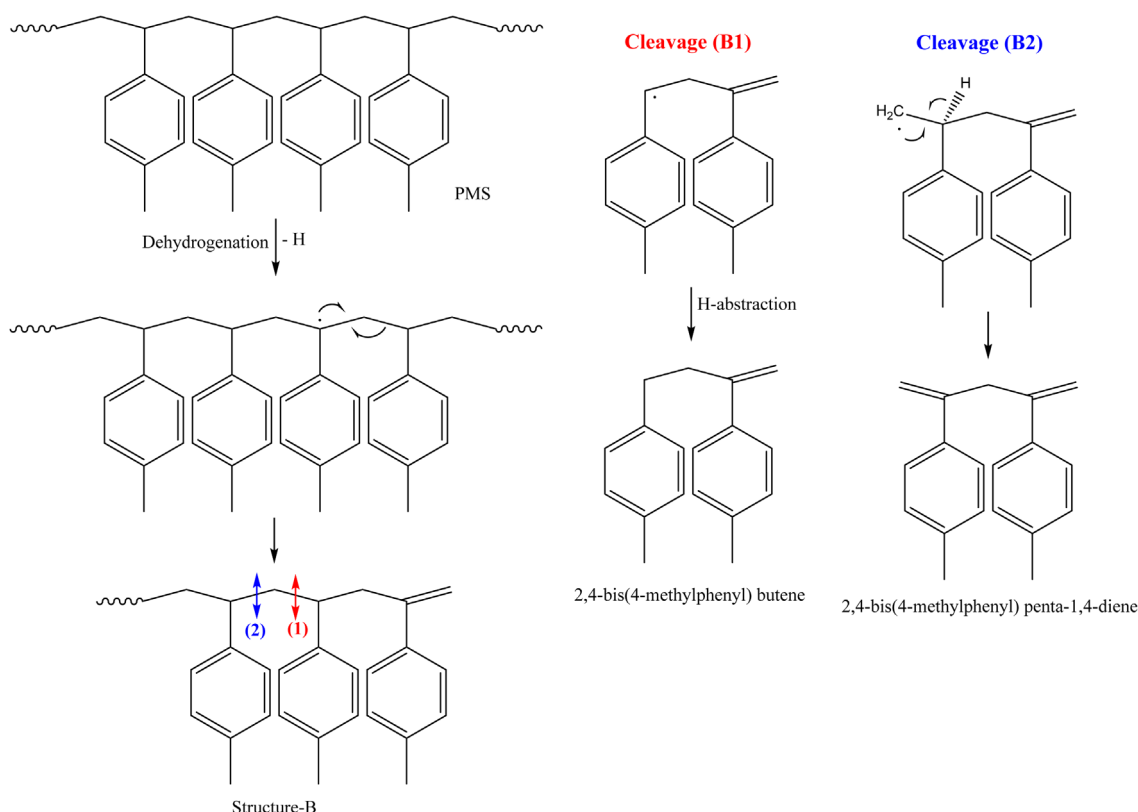 PMS
Dehydrogenation
- H
(2)
(1)
Structure-B
Cleavage (B1)
H-abstraction
2,4-bis(4-methylphenyl) butene
Cleavage (B2)
H
H2C
2,4-bis(4-methylphenyl) penta-1,4-diene